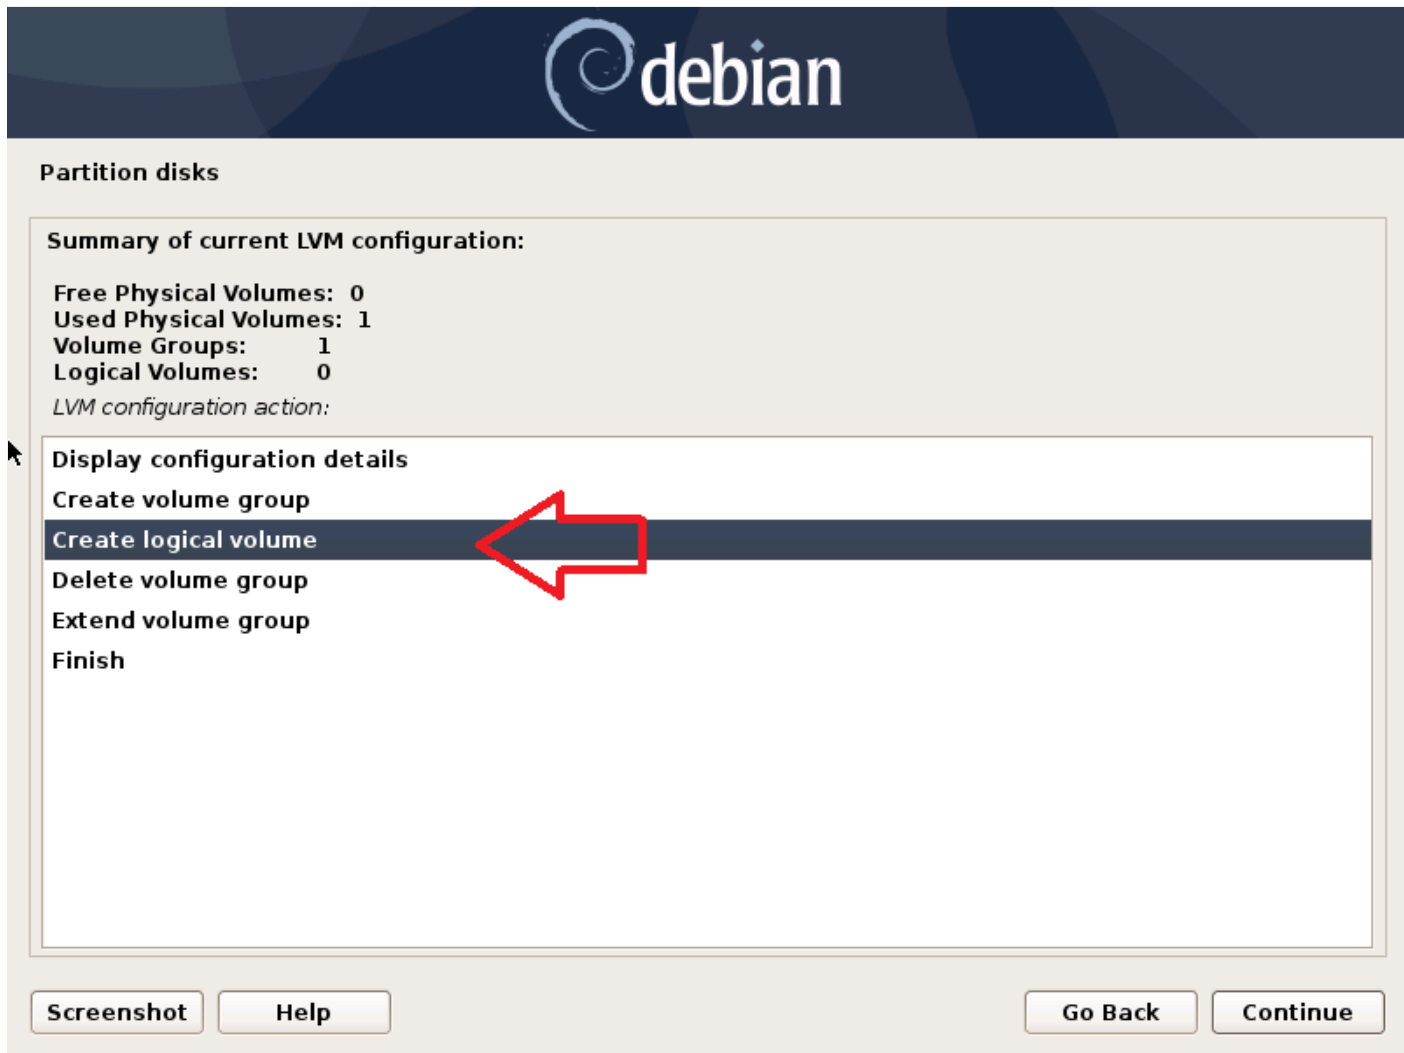 debian
Partition disks
Summary of current LVM configuration:
Free Physical Volumes: 0
Used Physical Volumes: 1
Volume Groups: 1
Logical Volumes: 0
LVM configuration action:
Display configuration details
Create volume group
Create logical volume
Delete volume group
Extend volume group
Finish
Screenshot Help Go Back Continue